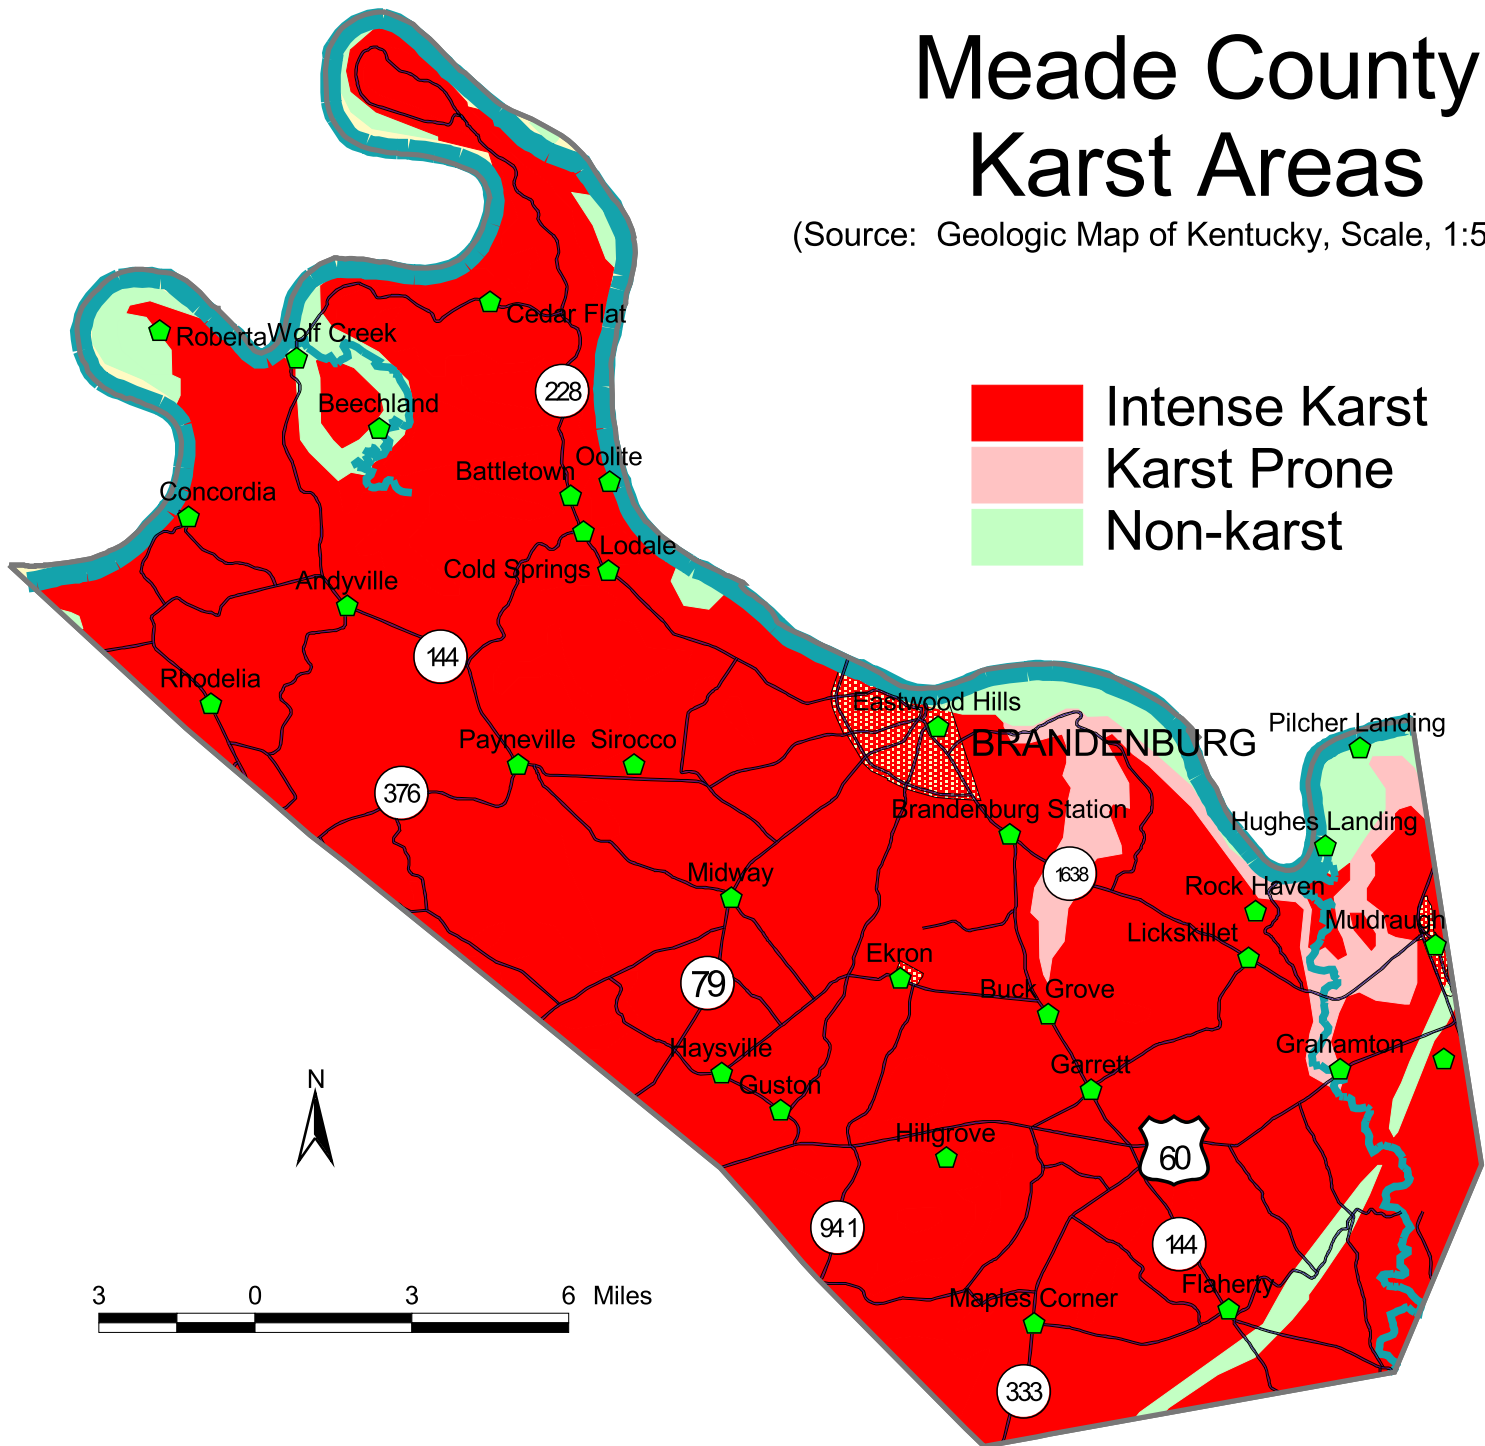 Meade County
Karst Areas
(Source:  Geologic Map of Kentucky, Scale, 1:5
Cedar Flat
Roberta
Wolf Creek
Intense Karst
228
Beechland
Karst Prone
Oolite
Battletown
Concordia
Non-karst
Lodale
Cold Springs
Andyville
144
Rhodelia
Eastwood Hills
Pilcher Landing
Payneville
Sirocco
BRANDENBURG
376
Brandenburg Station
Hughes Landing
Midway
1638
Rock Haven
Muldraugh
Lickskillet
Ekron
79
Buck Grove
Haysville
Grahamton
Garrett
N
Guston
Hillgrove
60
941
144
Flaherty
3 0 3 6 Miles
Maples Corner
333